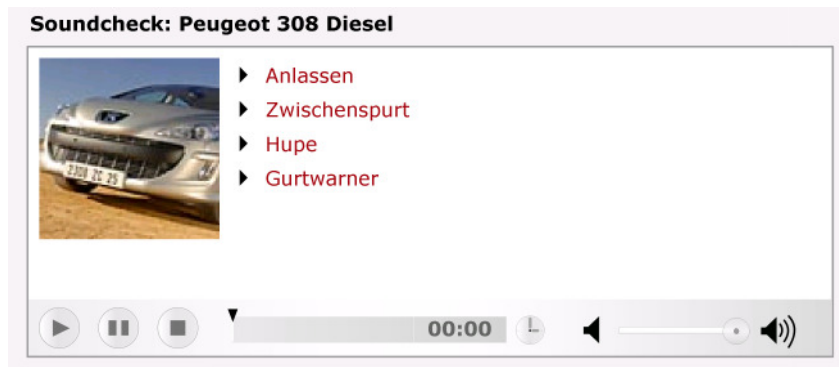 Soundcheck: Peugeot 308 Diesel
Anlassen
Zwischenspurt
Hupe
Gurtwarner
00:00